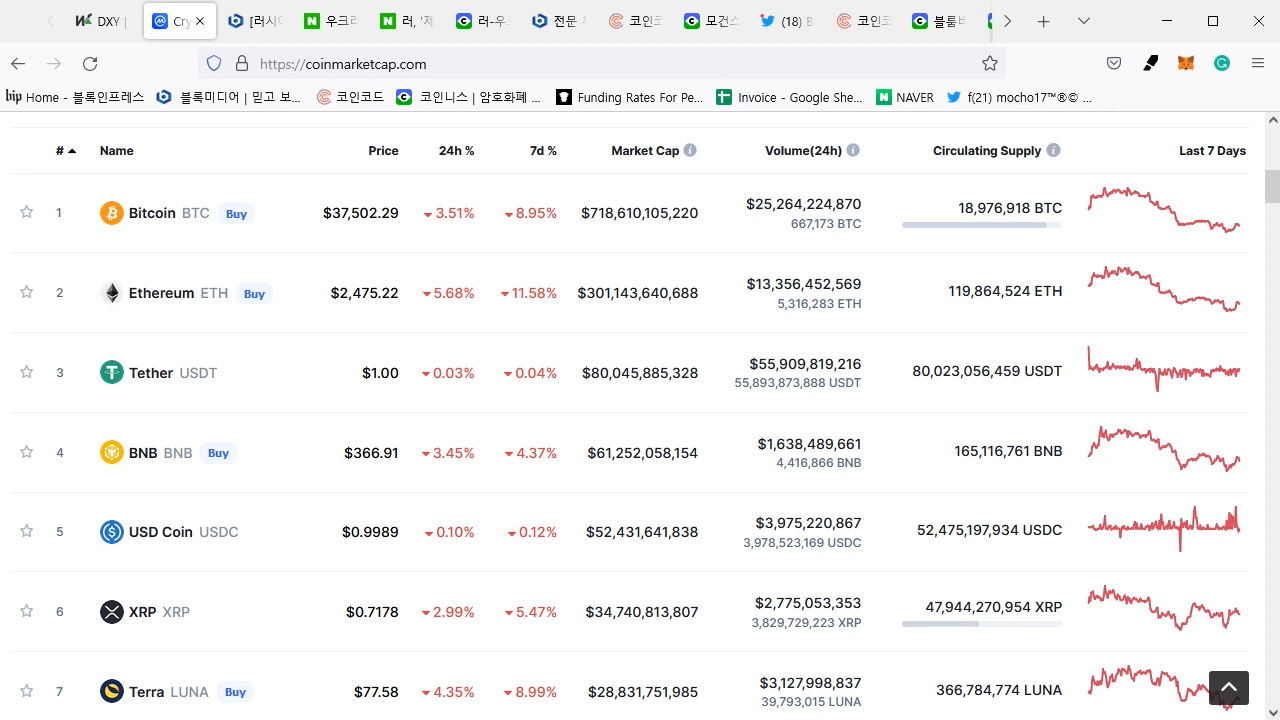 DXY
Cry
[러시
우크리
러, '제
러-우
전문
코인코
모건스
(18) B
코인코
블룸버
https://coinmarketcap.com
bip Home - 블록인프레스
블록미디어 | 믿고 보...
코인코드
코인니스 | 암호화폐 ...
Funding Rates For Pe...
Invoice - Google She...
NAVER
f(21) mocho17™®© ...
# Name Price 24h % 7d % Market Cap Volume(24h) Circulating Supply Last 7 Days
1 Bitcoin BTC Buy $37,502.29 3.51% 8.95% $718,610,105,220 $25,264,224,870 18,976,918 BTC
667,173 BTC
2 Ethereum ETH Buy $2,475.22 5.68% 11.58% $301,143,640,688 $13,356,452,569 119,864,524 ETH
5,316,283 ETH
3 Tether USDT $1.00 0.03% 0.04% $80,045,885,328 $55,909,819,216 80,023,056,459 USDT
55,893,873,888 USDT
4 BNB BNB Buy $366.91 3.45% 4.37% $61,252,058,154 $1,638,489,661 165,116,761 BNB
4,416,866 BNB
5 USD Coin USDC $0.9989 0.10% 0.12% $52,431,641,838 $3,975,220,867 52,475,197,934 USDC
3,978,523,169 USDC
6 XRP XRP $0.7178 2.99% 5.47% $34,740,813,807 $2,775,053,353 47,944,270,954 XRP
3,829,729,223 XRP
7 Terra LUNA Buy $77.58 4.35% 8.99% $28,831,751,985 $3,127,998,837 366,784,774 LUNA
39,793,015 LUNA